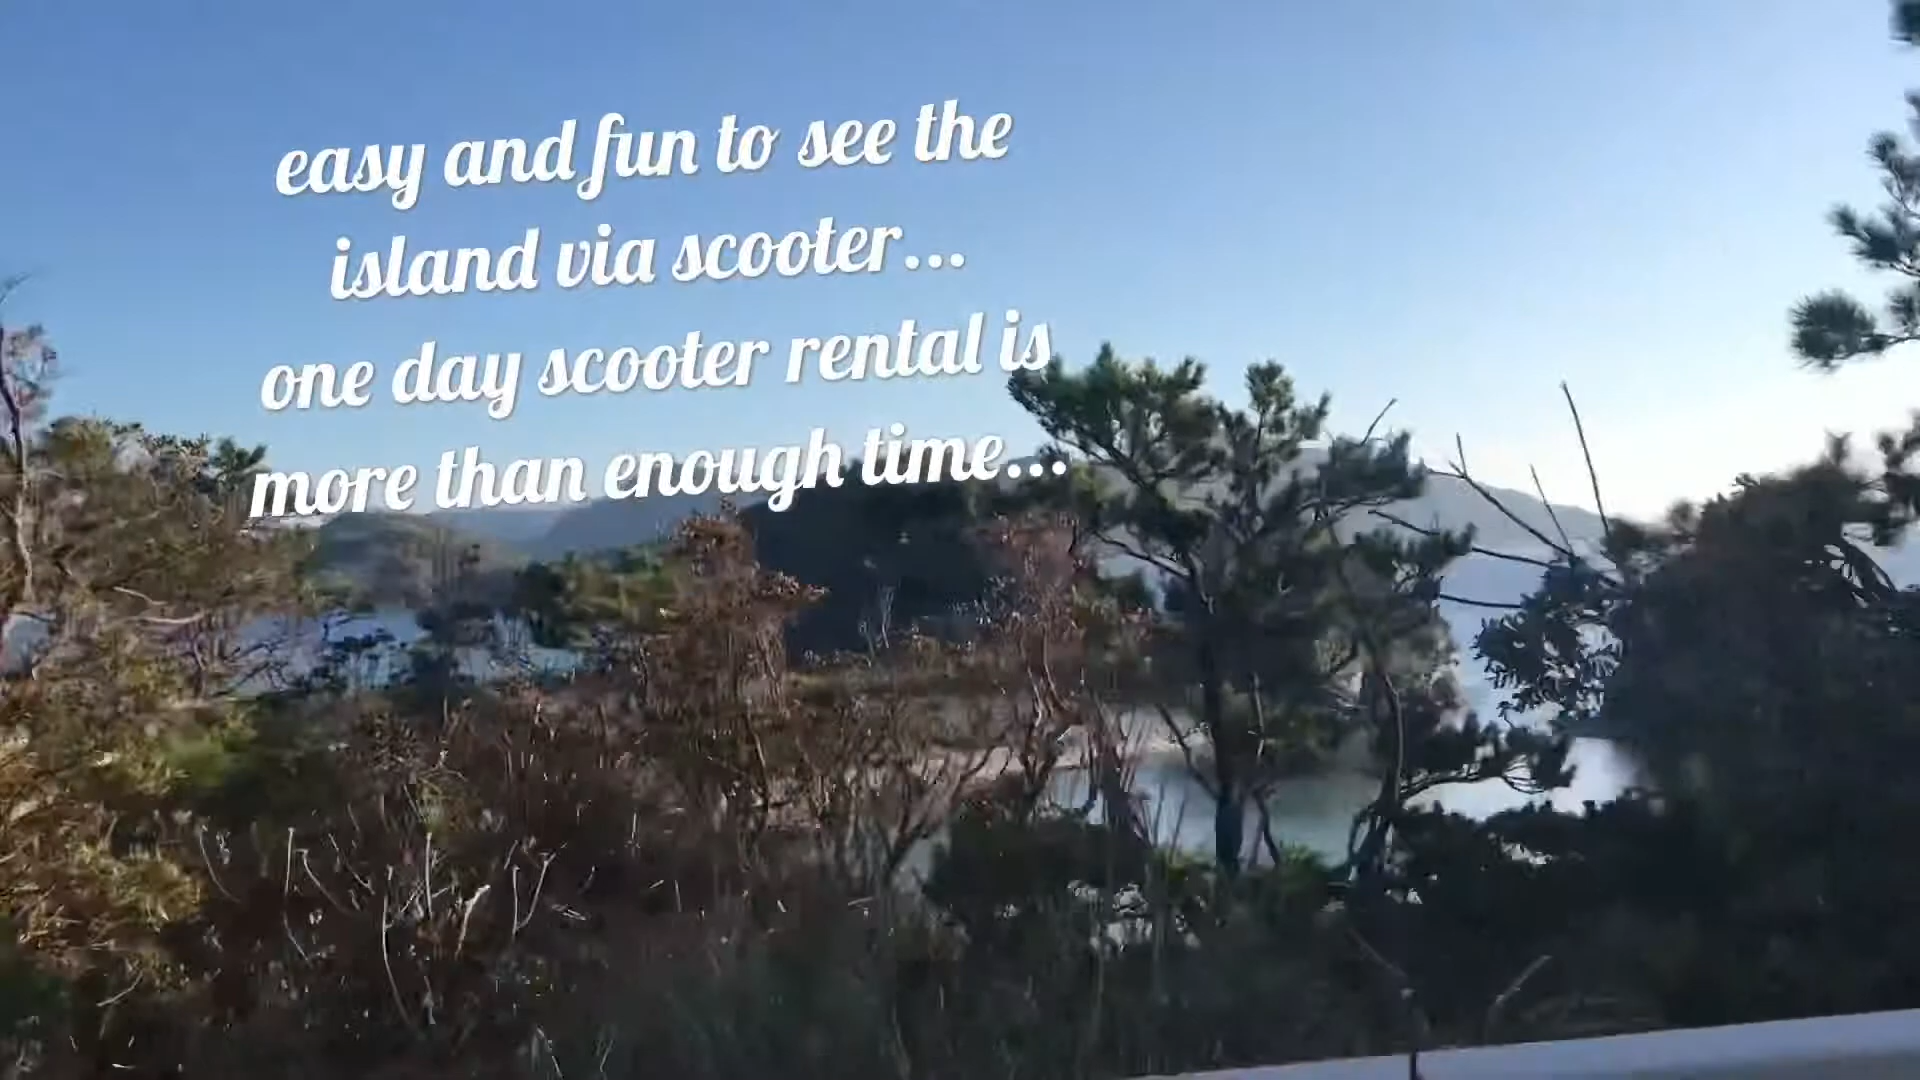 easy and fun to see the
island via scooter...
one day scooter rental is
more than enough time...